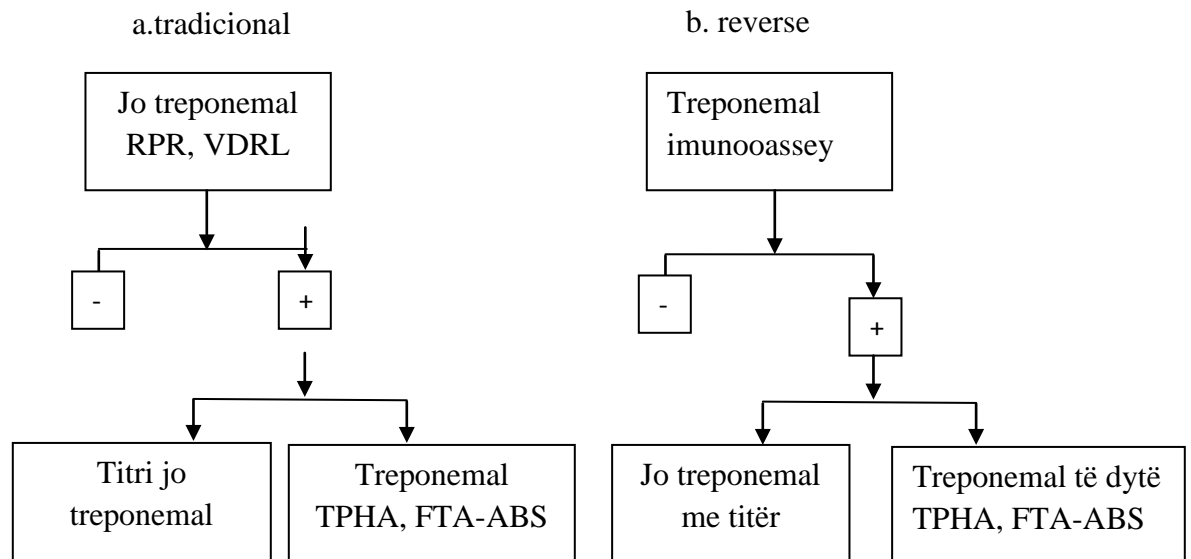 a.tradicional
Jo treponemal
RPR, VDRL
-
+
Titri jo
treponemal
Treponemal
TPHA, FTA-ABS
b. reverse
Treponemal
imunooassey
-
+
Jo treponemal
me titër
Treponemal të dytë
TPHA, FTA-ABS